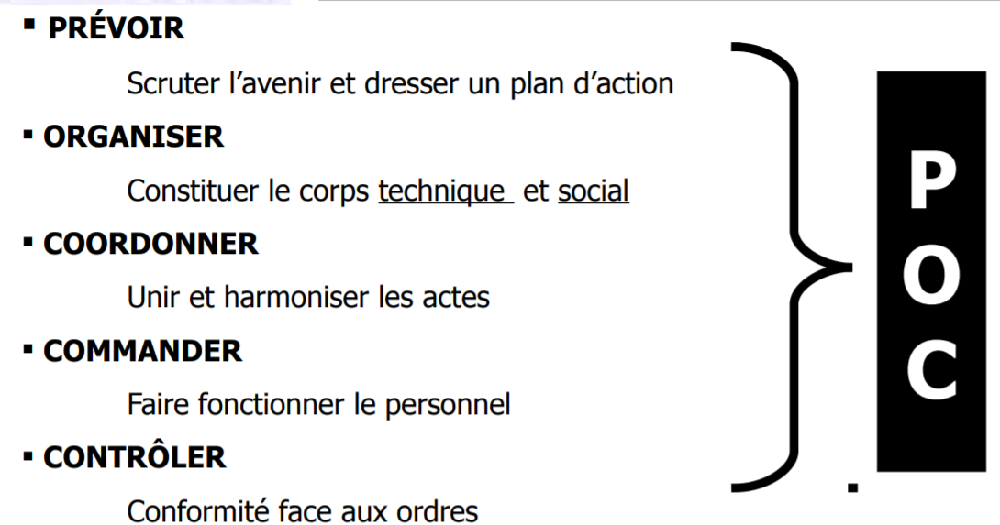 ▪ PRÉVOIR
Scruter l’avenir et dresser un plan d’action
▪ ORGANISER
Constituer le corps technique et social
▪ COORDONNER
Unir et harmoniser les actes
▪ COMMANDER
Faire fonctionner le personnel
▪ CONTRÔLER
Conformité face aux ordres
P
O
C